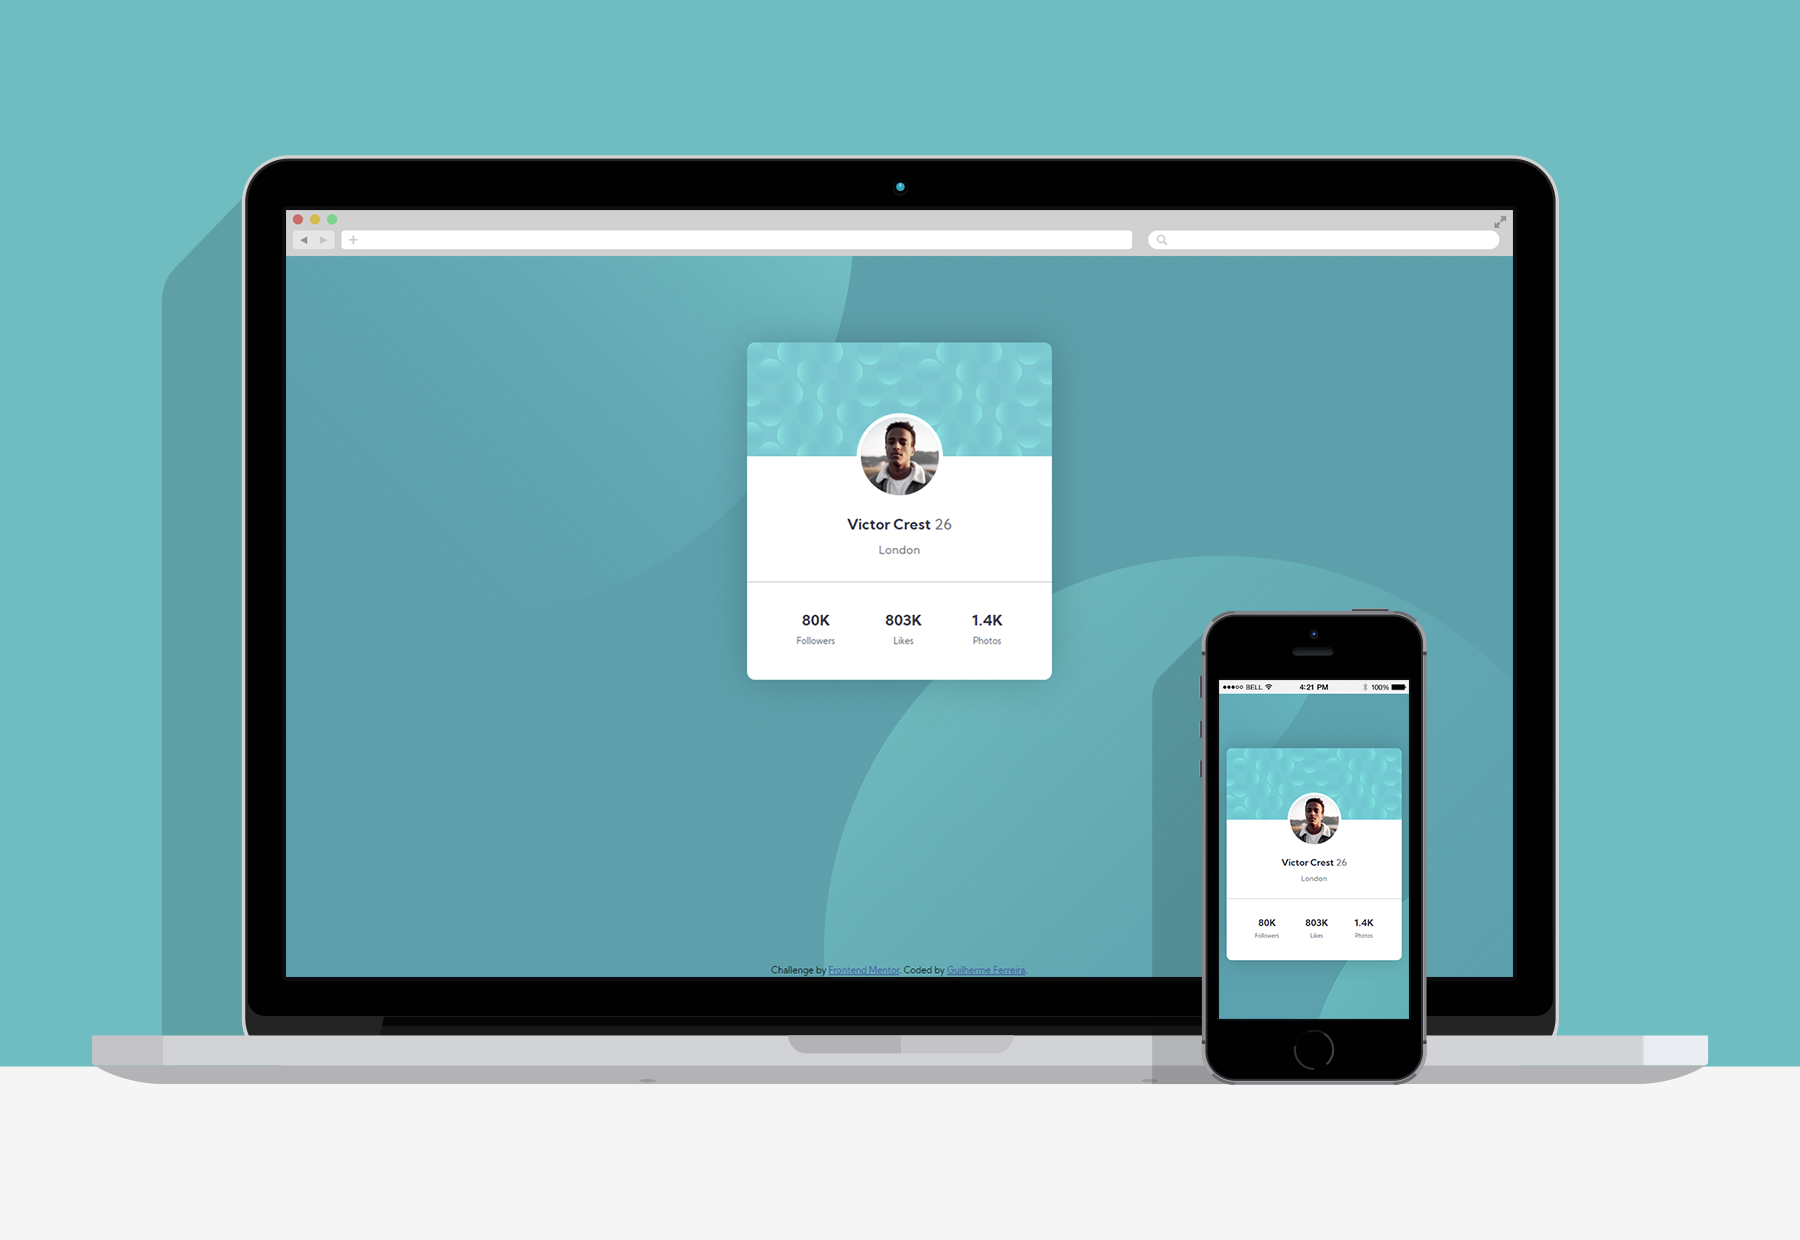 Victor Crest 26
London
80K 803K 1.4K
Followers Likes Photos
Challenge by Frontend Mentor. Coded by Guilherme Ferreira.
BELL 4:21 PM 100%
Victor Crest 26
London
80K 803K 1.4K
Followers Likes Photos